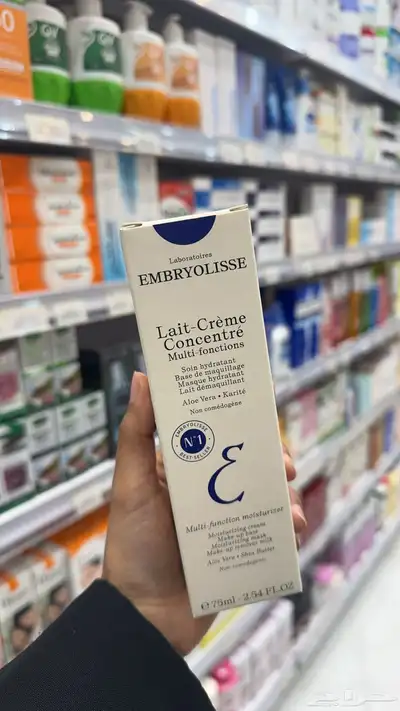 Laboratoires
EMBRYOLISSE
Lait-Crème
Concentré
Multi-fonctions
Soin hydratant
Base de maquillage
Masque hydratant
Lait démaquillant
Aloe Vera • Karité
Non comédogène
EMBRYOLISSE
N°1
BEST-SELLER
Multi-function moisturizer
Moisturizing cream
Make-up base
Moisturizing mask
Make-up remover milk
Aloe Vera • Shea Butter
Non comedogenic
℮ 75ml - 2.54 FL.OZ
حراج